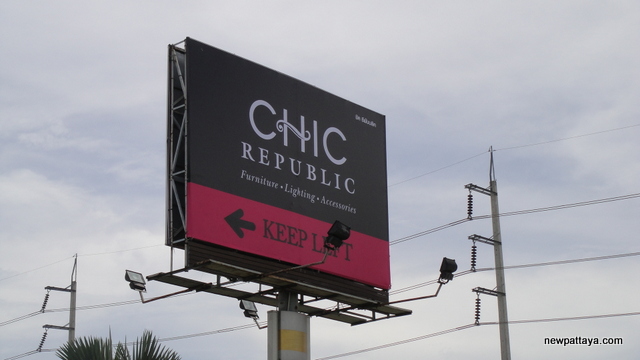 CHIC
REPUBLIC
Furniture • Lighting • Accessories
KEEP LEFT
newpattaya.com